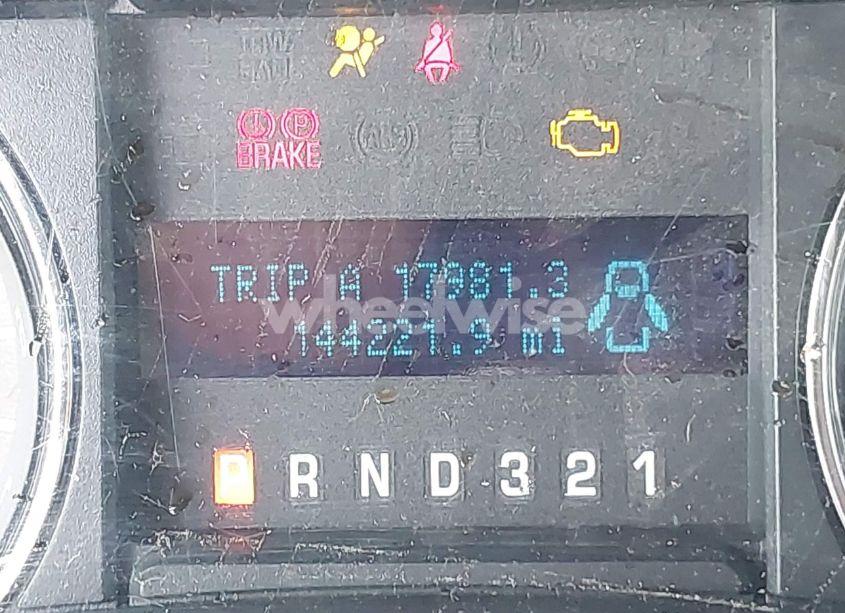 BRAKE
TRIP A 17981.3
144221.9 mi
wheelwise
P R N D 3 2 1